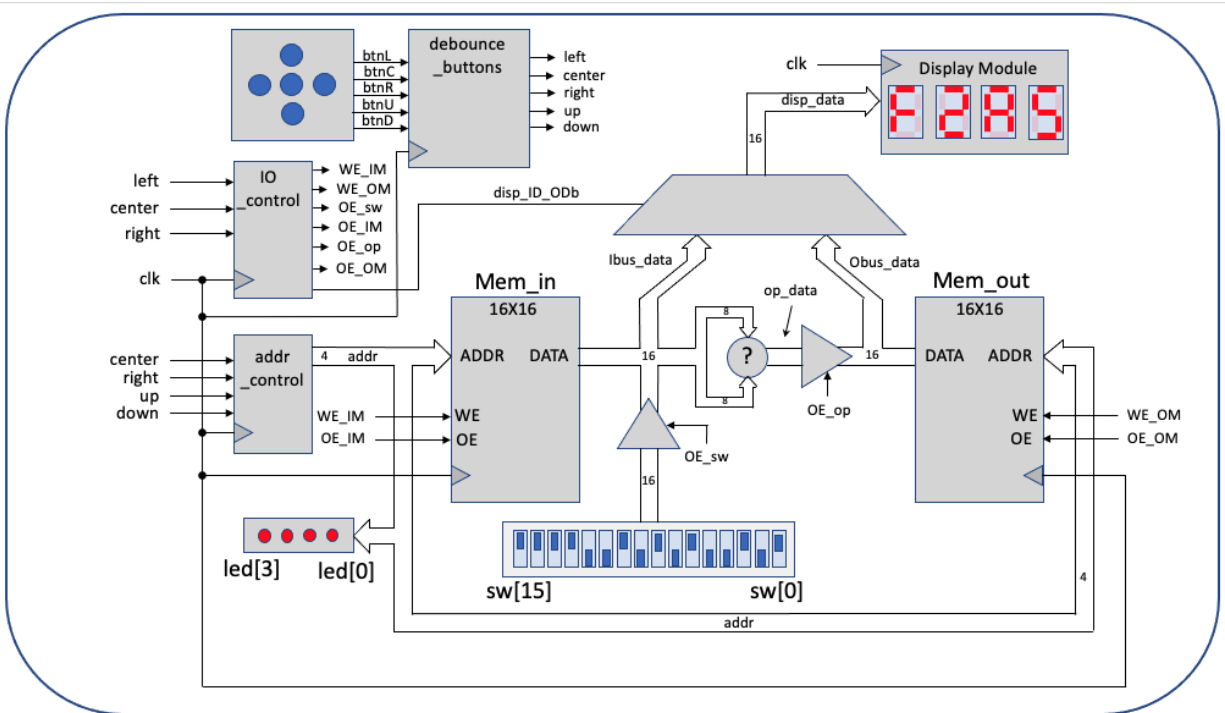 btnL
btnC
btnR
btnU
btnD
debounce
_buttons
left
center
right
up
down
clk
Display Module
F2A5
disp_data
16
left
center
right
clk
IO
_control
WE_IM
WE_OM
OE_sw
OE_IM
OE_op
OE_OM
disp_ID_ODb
Ibus_data
Obus_data
Mem_in
16X16
ADDR
DATA
WE
OE
op_data
8
?
8
16
16
OE_op
Mem_out
16X16
DATA
ADDR
WE
OE
WE_OM
OE_OM
center
right
up
down
addr
_control
4
addr
WE_IM
OE_IM
OE_sw
16
led[3]
led[0]
sw[15]
sw[0]
4
addr